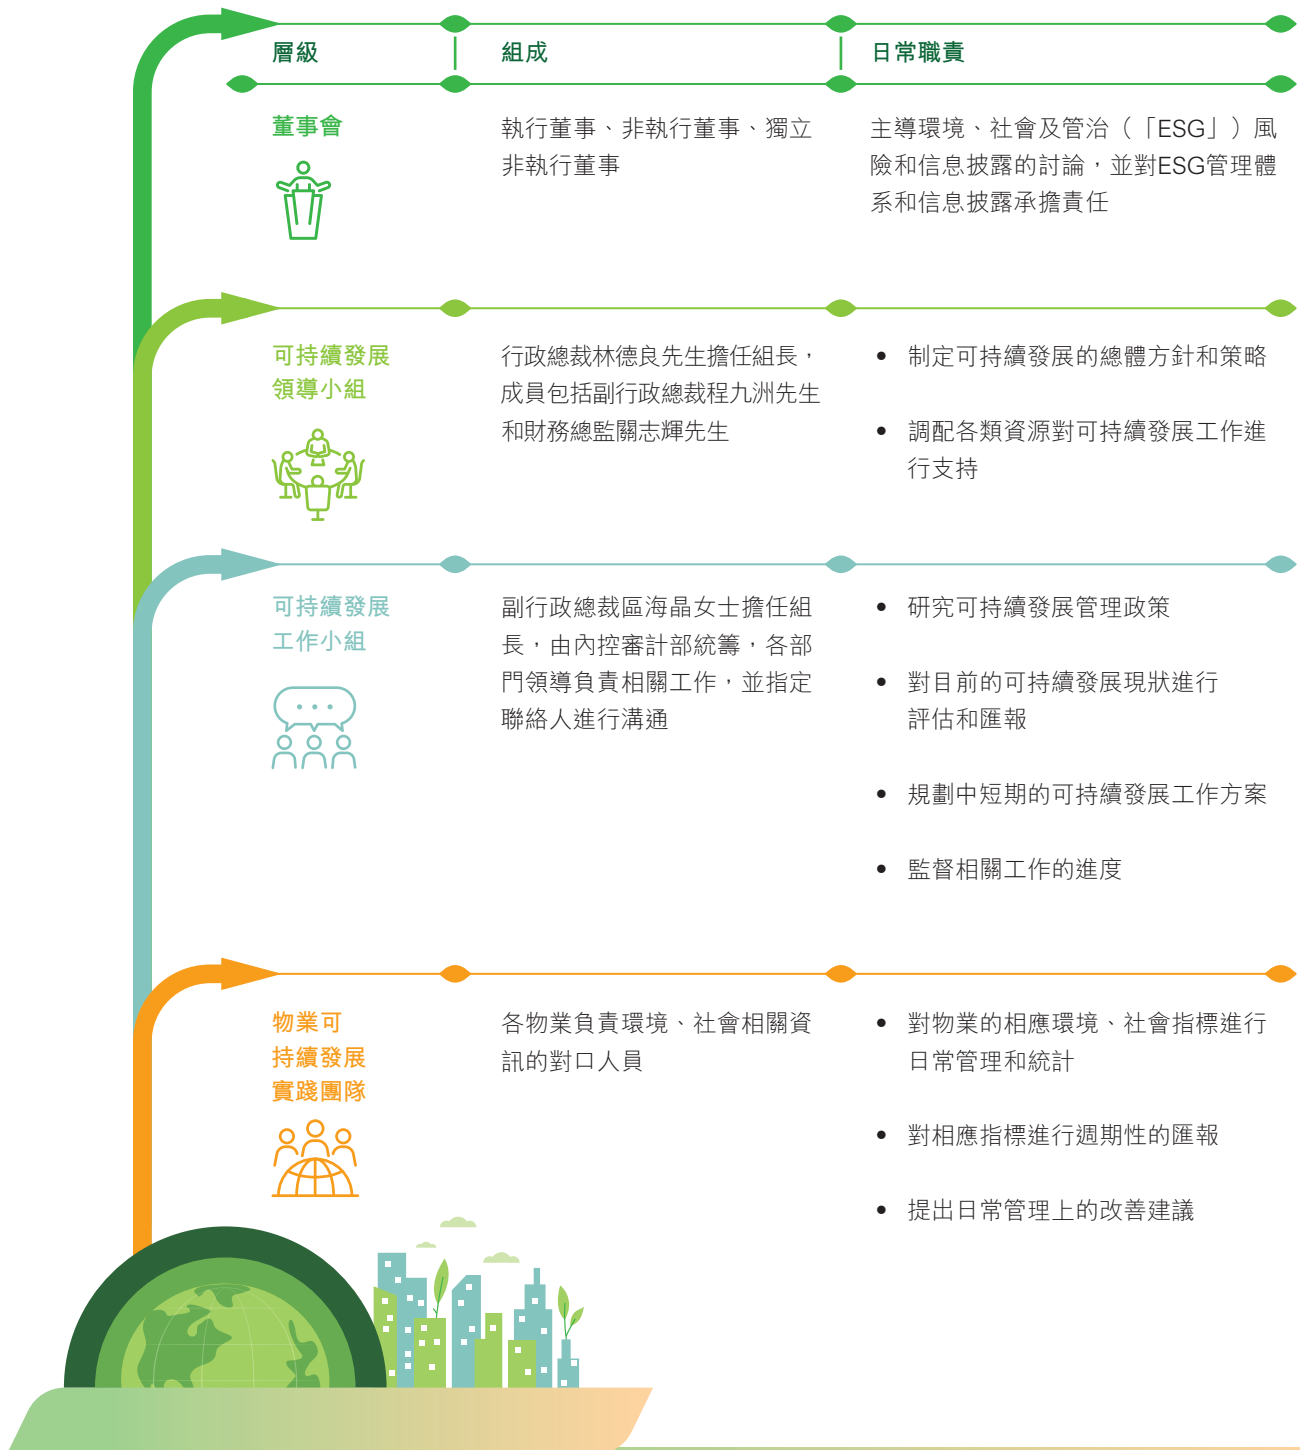 層級
組成
日常職責
董事會
執行董事、非執行董事、獨立
非執行董事
主導環境、社會及管治（「ESG」）風
險和信息披露的討論，並對ESG管理體
系和信息披露承擔責任
可持續發展
領導小組
行政總裁林德良先生擔任組長，
成員包括副行政總裁程九洲先生
和財務總監關志輝先生
• 制定可持續發展的總體方針和策略
• 調配各類資源對可持續發展工作進
行支持
可持續發展
工作小組
副行政總裁區海晶女士擔任組
長，由內控審計部統籌，各部
門領導負責相關工作，並指定
聯絡人進行溝通
• 研究可持續發展管理政策
• 對目前的可持續發展現狀進行
評估和匯報
• 規劃中短期的可持續發展工作方案
• 監督相關工作的進度
物業可
持續發展
實踐團隊
各物業負責環境、社會相關資
訊的對口人員
• 對物業的相應環境、社會指標進行
日常管理和統計
• 對相應指標進行週期性的匯報
• 提出日常管理上的改善建議